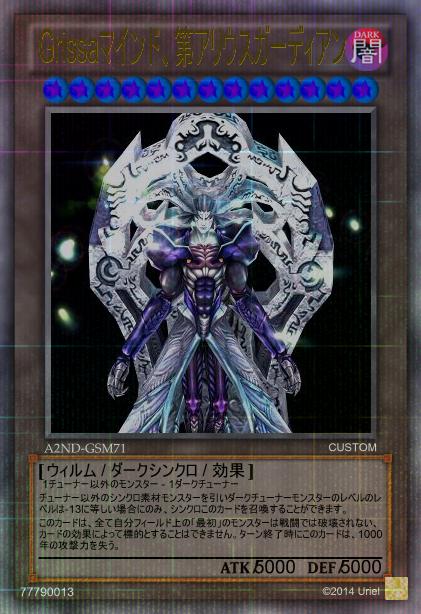 Grissaマインド、第アリウスガーディアン
DARK
闇
A2ND-GSM71
CUSTOM
[ウィルム / ダークシンクロ / 効果]
1チューナー以外のモンスター - 1ダークチューナー
チューナー以外のシンクロ素材モンスターを引いダークチューナーモンスターのレベルのレ
ベルは-13に等しい場合にのみ、シンクロこのカードを召喚することができます。
このカードは、全て自分フィールド上の「最初」のモンスターは戦闘では破壊されない、
カードの効果によって標的とすることはできません。ターン終了時にこのカードは、1000
年の攻撃力を失う。
ATK 5000 DEF 5000
77790013
©2014 Uriel